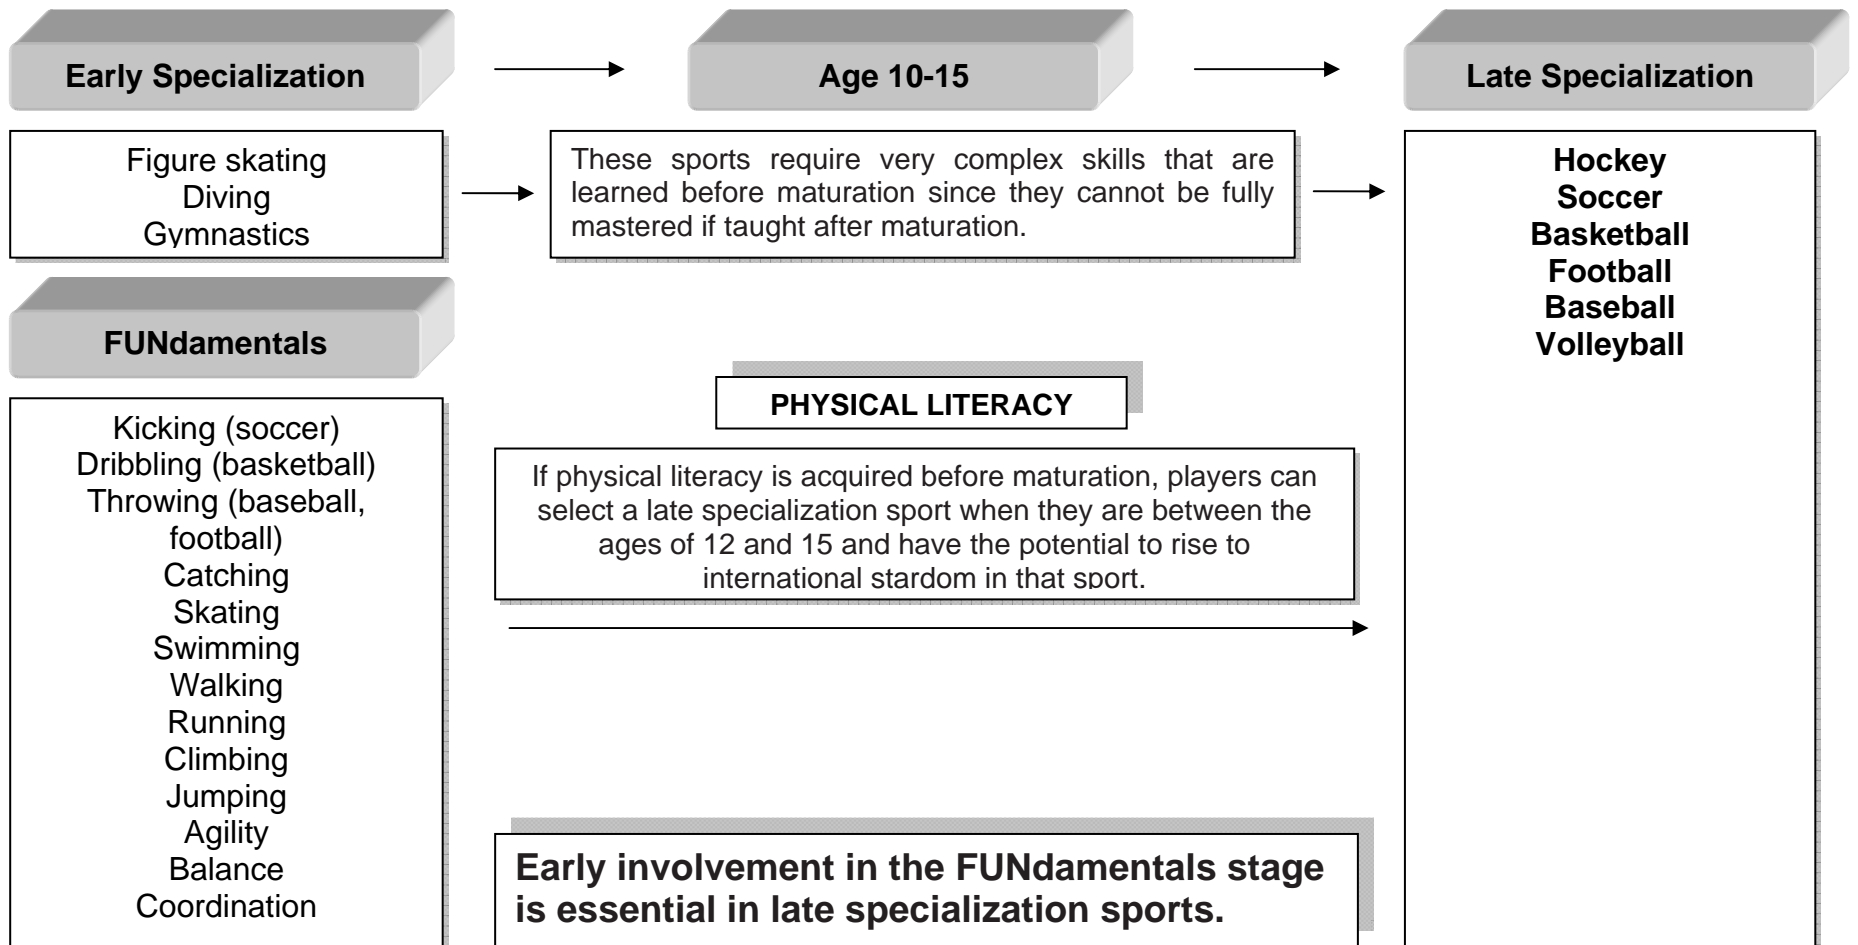 Early Specialization
Age 10-15
Late Specialization
Figure skating
Diving
Gymnastics
These sports require very complex skills that are
learned before maturation since they cannot be fully
mastered if taught after maturation.
Hockey
Soccer
Basketball
Football
Baseball
Volleyball
FUNdamentals
Kicking (soccer)
Dribbling (basketball)
Throwing (baseball,
football)
Catching
Skating
Swimming
Walking
Running
Climbing
Jumping
Agility
Balance
Coordination
PHYSICAL LITERACY
If physical literacy is acquired before maturation, players can
select a late specialization sport when they are between the
ages of 12 and 15 and have the potential to rise to
international stardom in that sport.
Early involvement in the FUNdamentals stage
is essential in late specialization sports.